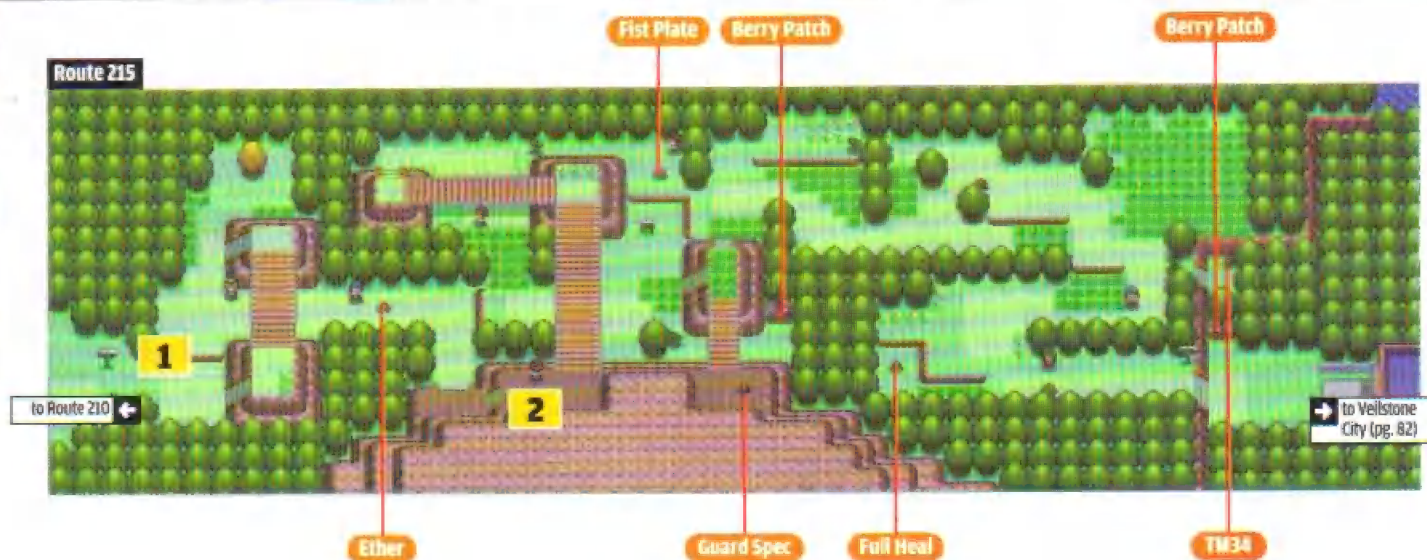 Fist Plate
Berry Patch
Berry Patch
Route 215
1
to Route 210
2
to Veilstone
City (pg. 82)
Ether
Guard Spec
Full Heal
TM34